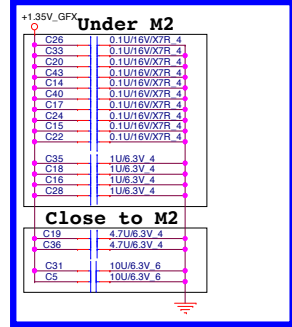 +1.35V_GFX
Under M2
C26 0.1U/16V/X7R_4
C33 0.1U/16V/X7R_4
C20 0.1U/16V/X7R_4
C43 0.1U/16V/X7R_4
C14 0.1U/16V/X7R_4
C40 0.1U/16V/X7R_4
C17 0.1U/16V/X7R_4
C24 0.1U/16V/X7R_4
C15 0.1U/16V/X7R_4
C22 0.1U/16V/X7R_4
C35 1U/6.3V_4
C18 1U/6.3V_4
C16 1U/6.3V_4
C28 1U/6.3V_4
Close to M2
C19 4.7U/6.3V_4
C36 4.7U/6.3V_4
C31 10U/6.3V_6
C5 10U/6.3V_6